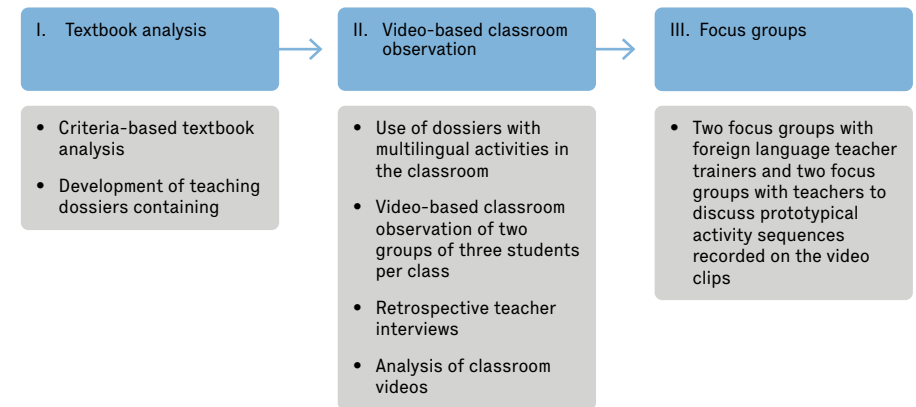 I. Textbook analysis
• Criteria-based textbook
analysis
• Development of teaching
dossiers containing
II. Video-based classroom
observation
• Use of dossiers with
multilingual activities in
the classroom
• Video-based classroom
observation of two
groups of three students
per class
• Retrospective teacher
interviews
• Analysis of classroom
videos
III. Focus groups
• Two focus groups with
foreign language teacher
trainers and two focus
groups with teachers to
discuss prototypical
activity sequences
recorded on the video
clips